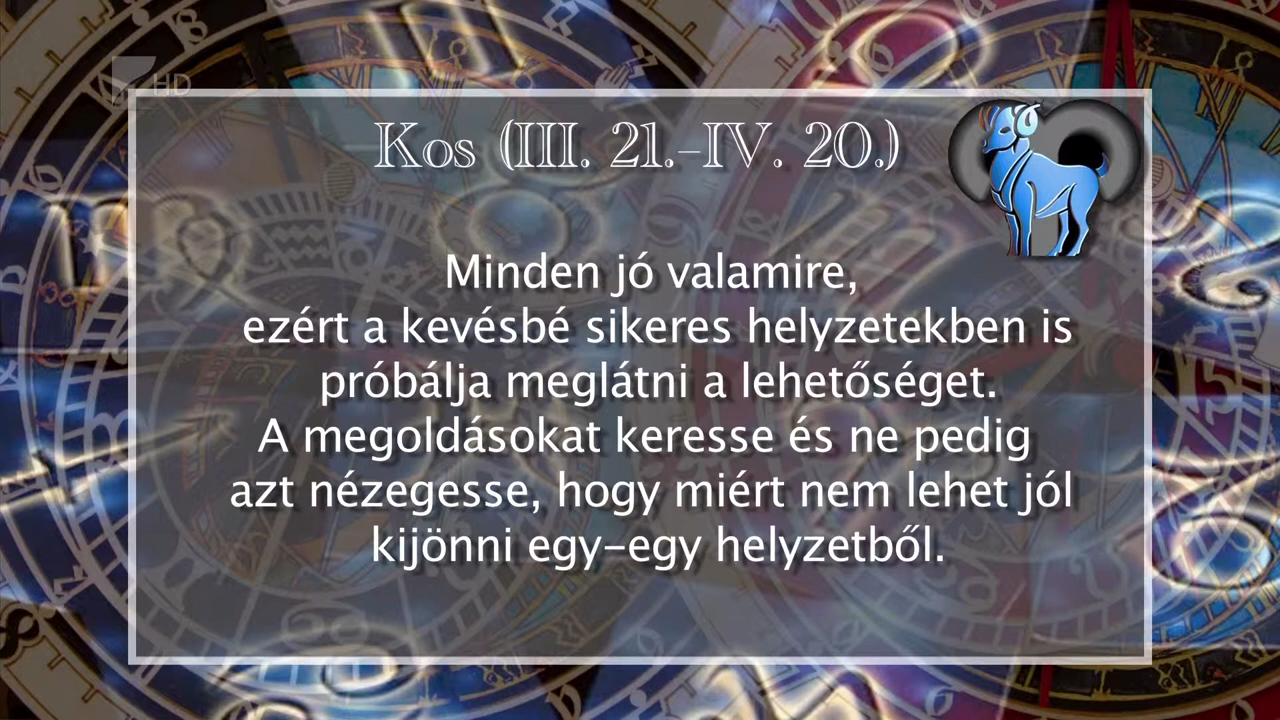 HD
Kos (III. 21.-IV. 20.)
Minden jó valamire,
ezért a kevésbé sikeres helyzetekben is
próbálja meglátni a lehetőséget.
A megoldásokat keresse és ne pedig
azt nézegesse, hogy miért nem lehet jól
kijönni egy-egy helyzetből.